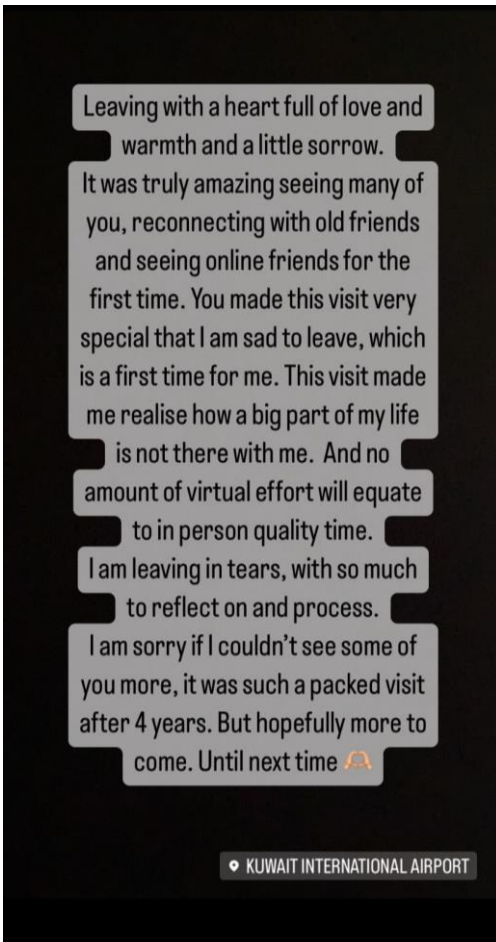 Leaving with a heart full of love and
warmth and a little sorrow.
It was truly amazing seeing many of
you, reconnecting with old friends
and seeing online friends for the
first time. You made this visit very
special that I am sad to leave, which
is a first time for me. This visit made
me realise how a big part of my life
is not there with me.  And no
amount of virtual effort will equate
to in person quality time.
I am leaving in tears, with so much
to reflect on and process.
I am sorry if I couldn't see some of
you more, it was such a packed visit
after 4 years. But hopefully more to
come. Until next time 🫶🏼
KUWAIT INTERNATIONAL AIRPORT